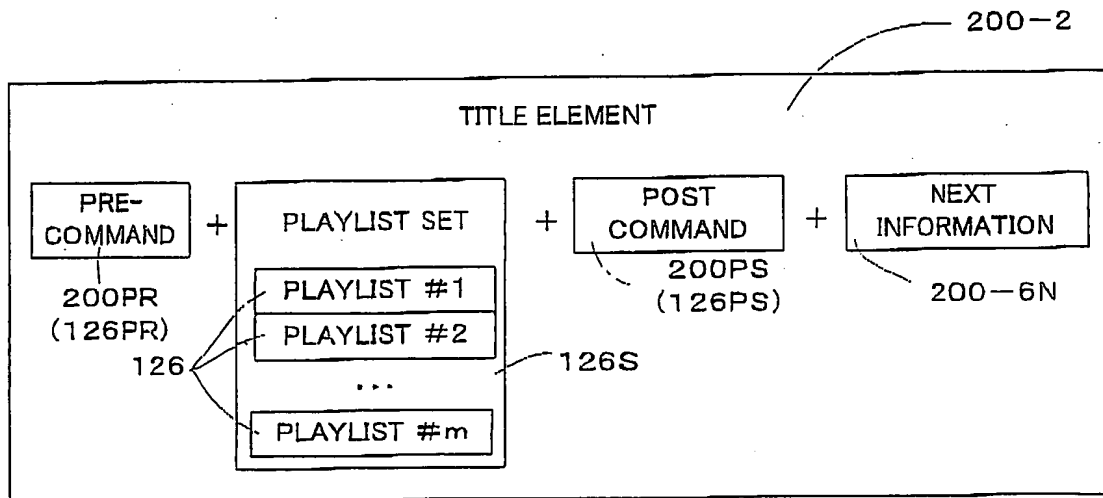 200-2
TITLE ELEMENT
PRE-
COMMAND
+
PLAYLIST SET
+
POST
COMMAND
+
NEXT
INFORMATION
200PR
(126PR)
PLAYLIST #1
PLAYLIST #2
...
PLAYLIST #m
126
126S
200PS
(126PS)
200-6N